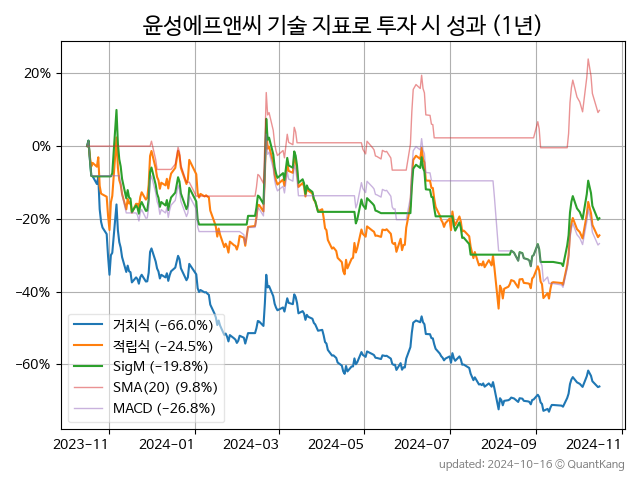 윤성에프앤씨 기술 지표로 투자 시 성과 (1년)
20%
0%
−20%
−40%
−60%
거치식 (−66.0%)
적립식 (−24.5%)
SigM (−19.8%)
SMA(20) (9.8%)
MACD (−26.8%)
2023−11 2024−01 2024−03 2024−05 2024−07 2024−09 2024−11
updated: 2024-10-16 © QuantKang